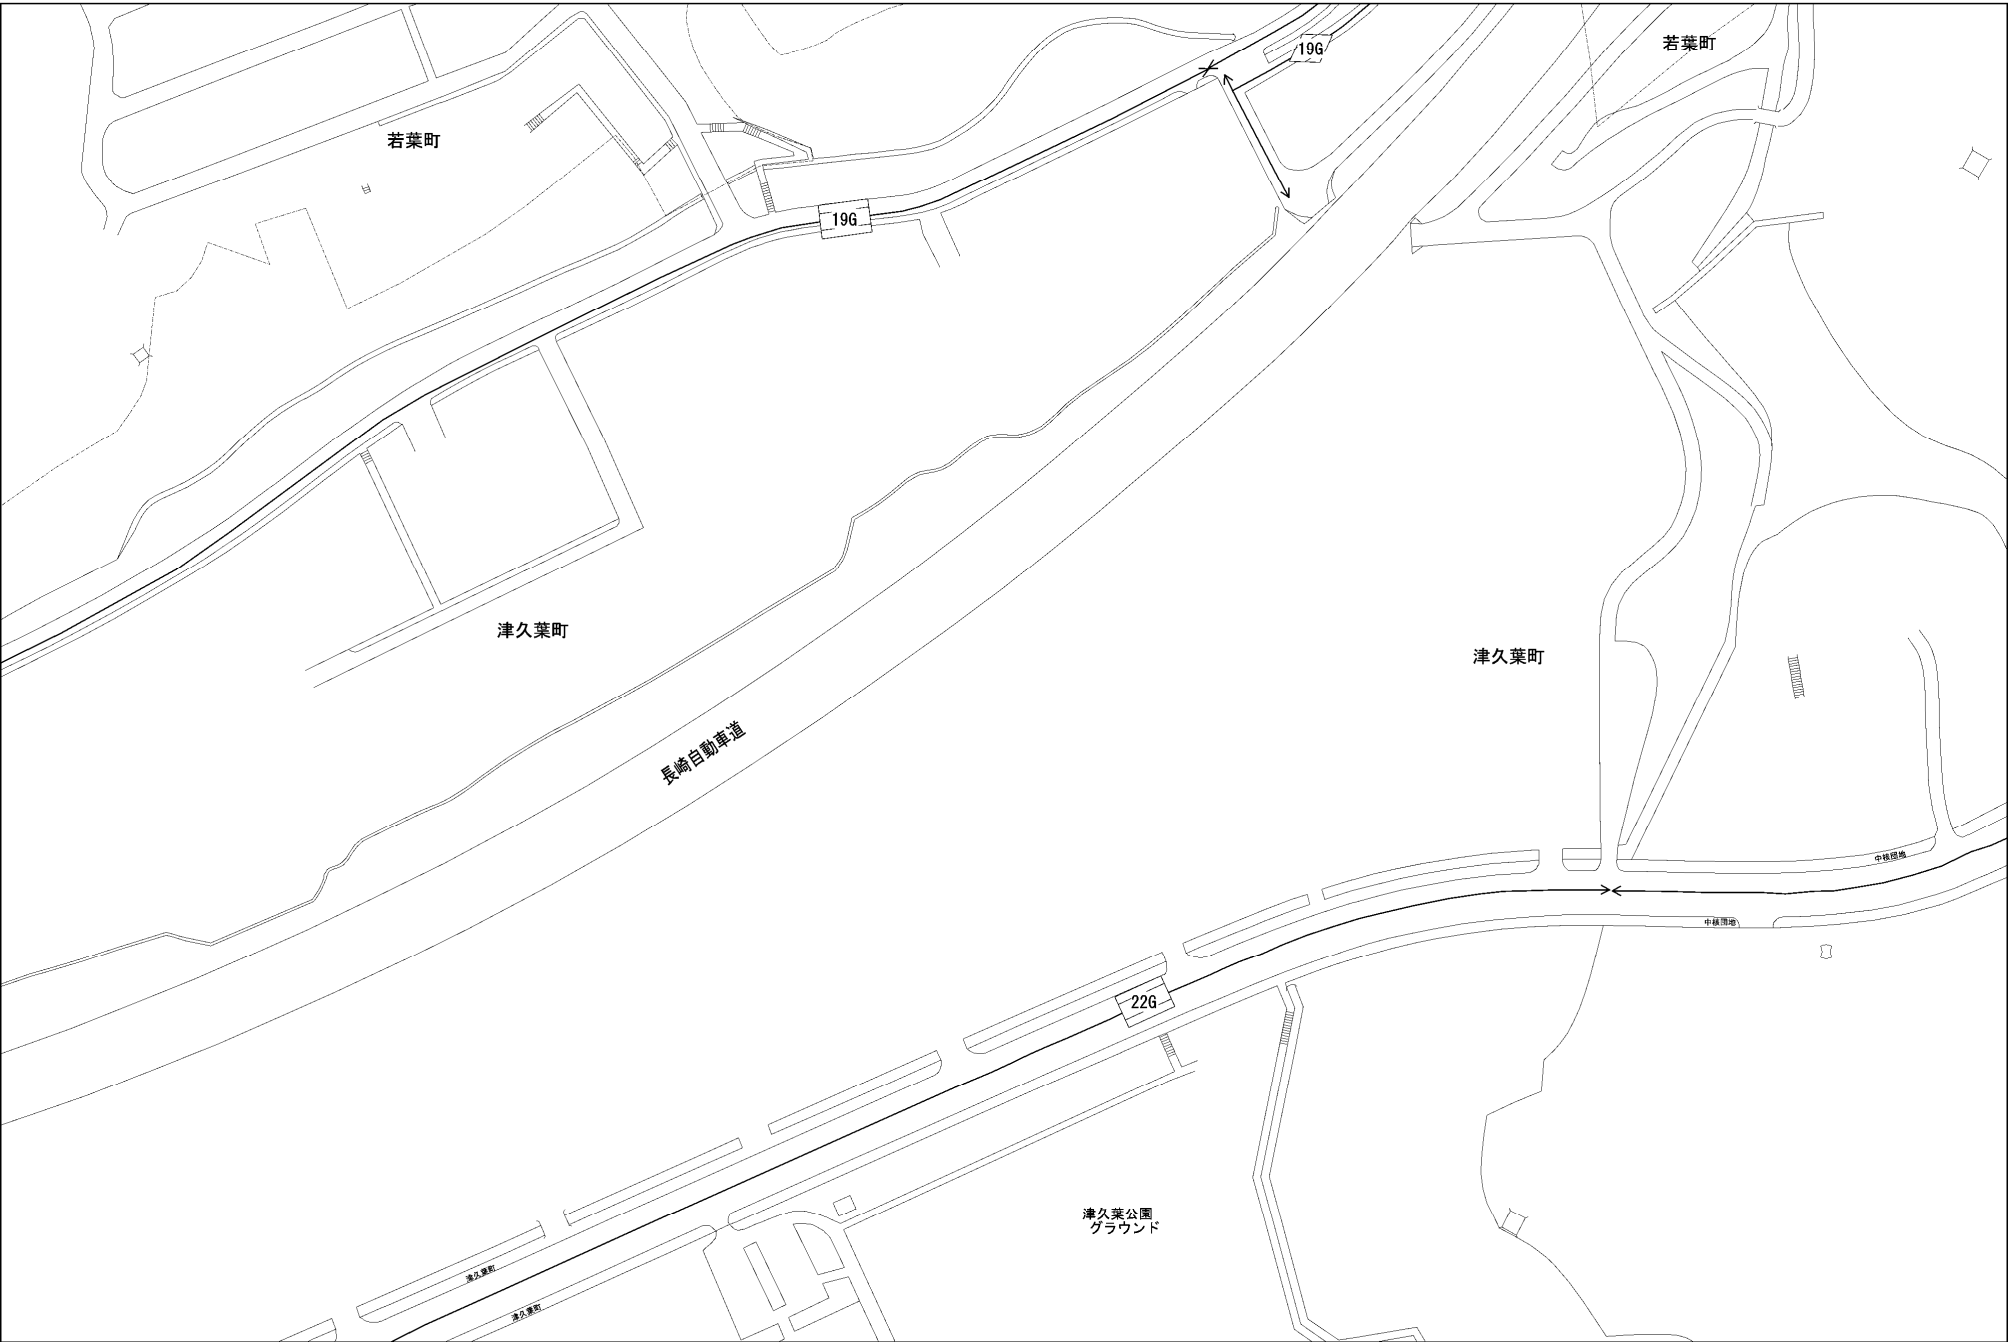 若葉町
19G
若葉町
19G
津久葉町
津久葉町
長崎自動車道
中核団地
中核団地
22G
津久葉公園
グラウンド
津久葉町
津久葉町